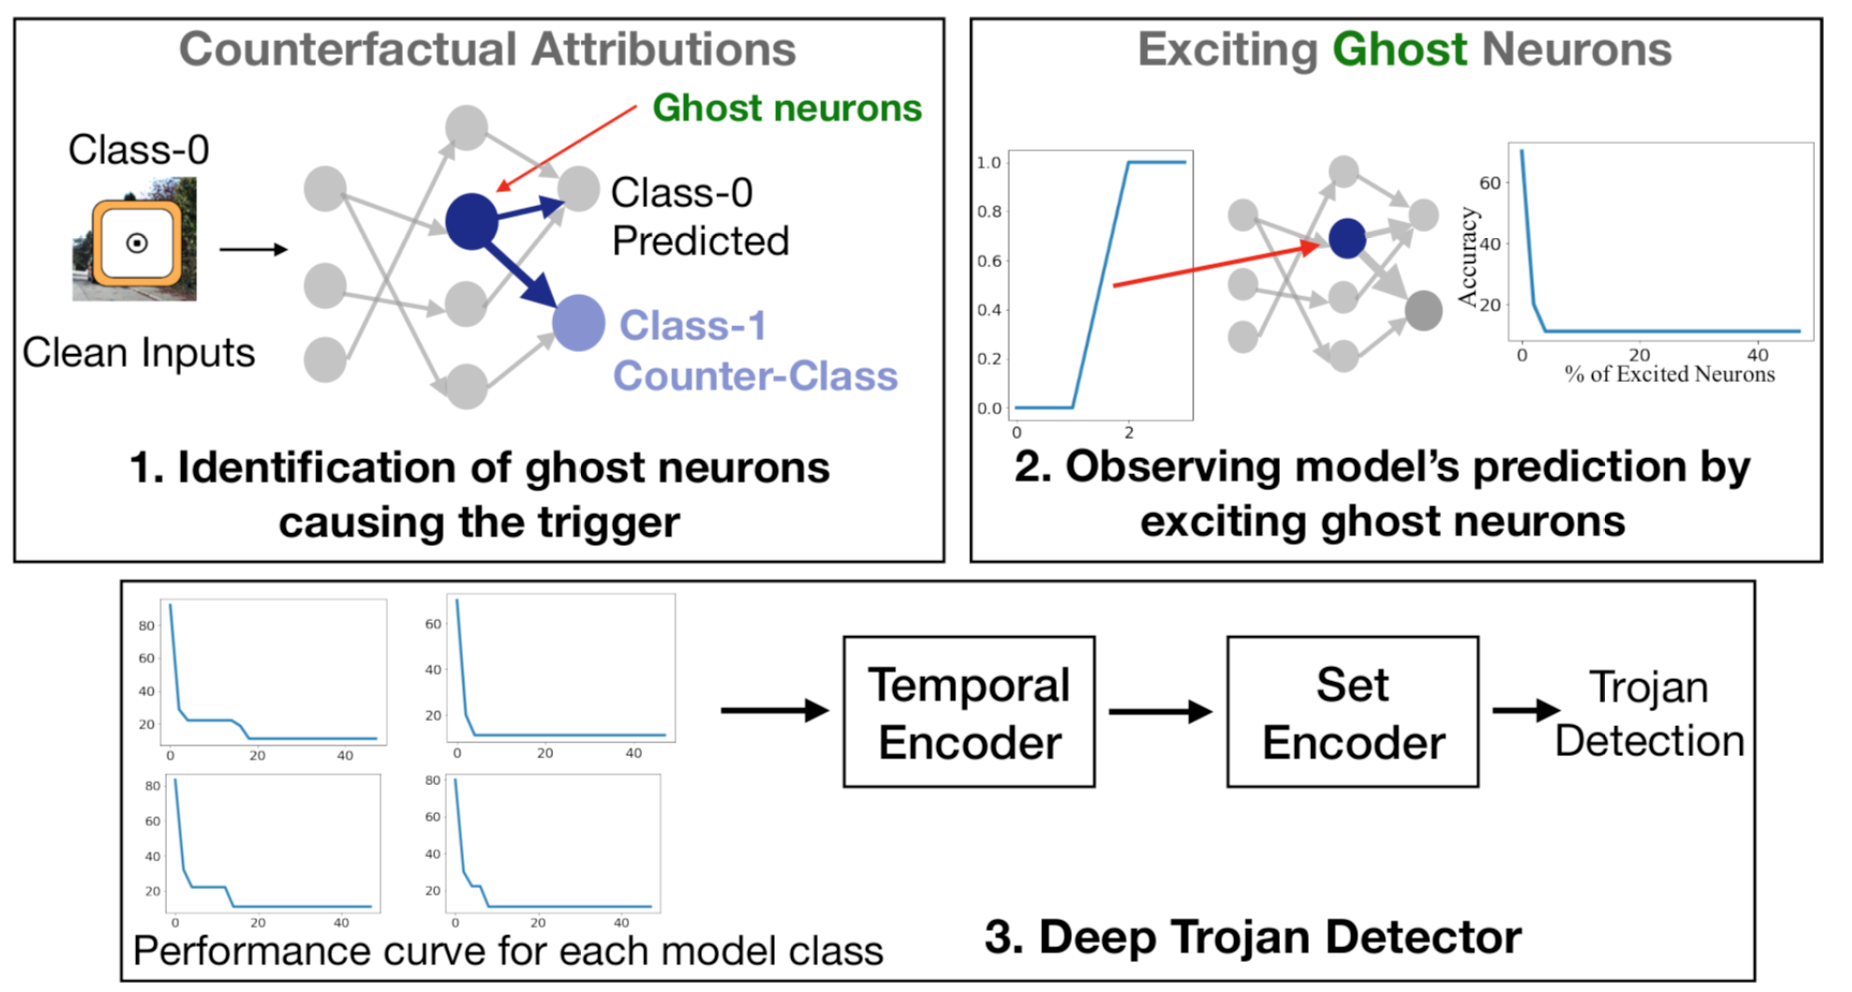 Counterfactual Attributions
Ghost neurons
Class-0
Class-0
Predicted
Clean Inputs
Class-1
Counter-Class
1. Identification of ghost neurons
causing the trigger
Exciting Ghost Neurons
1.0
0.8
0.6
0.4
0.2
0.0
0 2
Accuracy
60
40
20
0 20 40
% of Excited Neurons
2. Observing model's prediction by
exciting ghost neurons
80
60
40
20
0 20 40
60
40
20
0 20 40
80
60
40
20
0 20 40
80
60
40
20
0 20 40
Performance curve for each model class
Temporal
Encoder
Set
Encoder
Trojan
Detection
3. Deep Trojan Detector